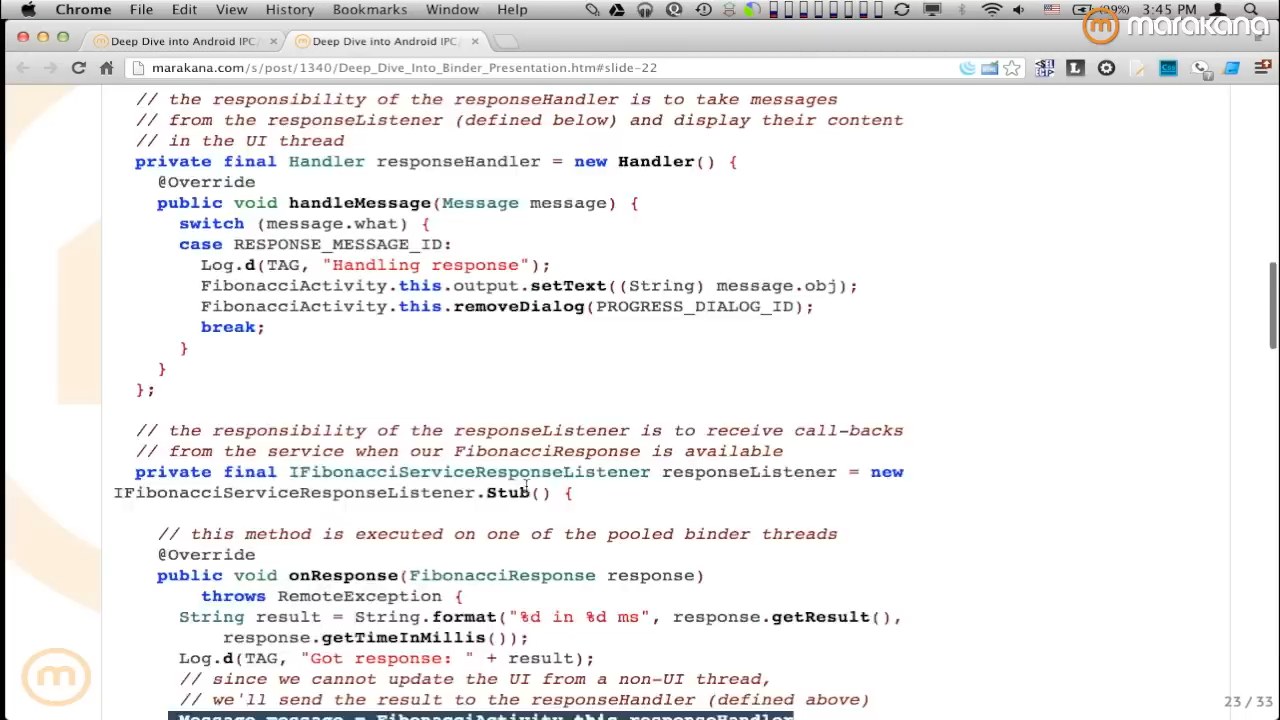 Chrome File Edit View History Bookmarks Window Help (99%) 3:45 PM
marakana
Deep Dive into Android IPC/ Deep Dive into Android IPC/
marakana.com/s/post/1340/Deep_Dive_Into_Binder_Presentation.htm#slide-22
// the responsibility of the responseHandler is to take messages
// from the responseListener (defined below) and display their content
// in the UI thread
private final Handler responseHandler = new Handler() {
@Override
public void handleMessage(Message message) {
switch (message.what) {
case RESPONSE_MESSAGE_ID:
Log.d(TAG, "Handling response");
FibonacciActivity.this.output.setText((String) message.obj);
FibonacciActivity.this.removeDialog(PROGRESS_DIALOG_ID);
break;
}
}
};
// the responsibility of the responseListener is to receive call-backs
// from the service when our FibonacciResponse is available
private final IFibonacciServiceResponseListener responseListener = new
IFibonacciServiceResponseListener.Stub() {
// this method is executed on one of the pooled binder threads
@Override
public void onResponse(FibonacciResponse response)
throws RemoteException {
String result = String.format("%d in %d ms", response.getResult(),
response.getTimeInMillis());
Log.d(TAG, "Got response: " + result);
// since we cannot update the UI from a non-UI thread,
// we'll send the result to the responseHandler (defined above)
Message message = FibonacciActivity.this.responseHandler
23 / 33